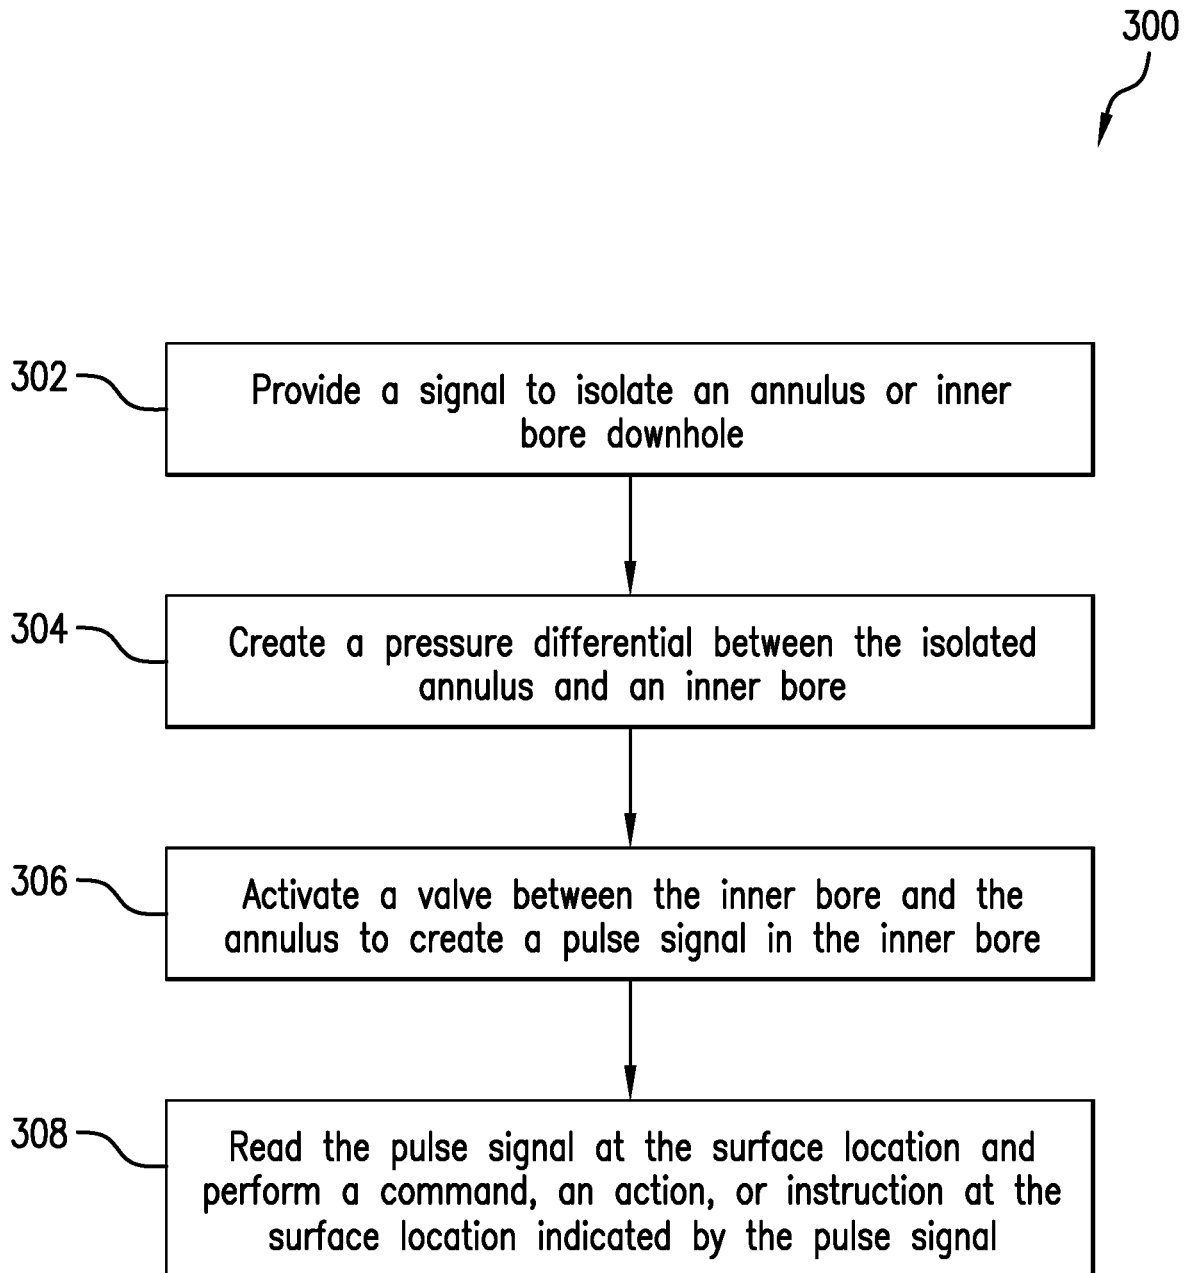 300
302
Provide a signal to isolate an annulus or inner
bore downhole
304
Create a pressure differential between the isolated
annulus and an inner bore
306
Activate a valve between the inner bore and the
annulus to create a pulse signal in the inner bore
308
Read the pulse signal at the surface location and
perform a command, an action, or instruction at the
surface location indicated by the pulse signal